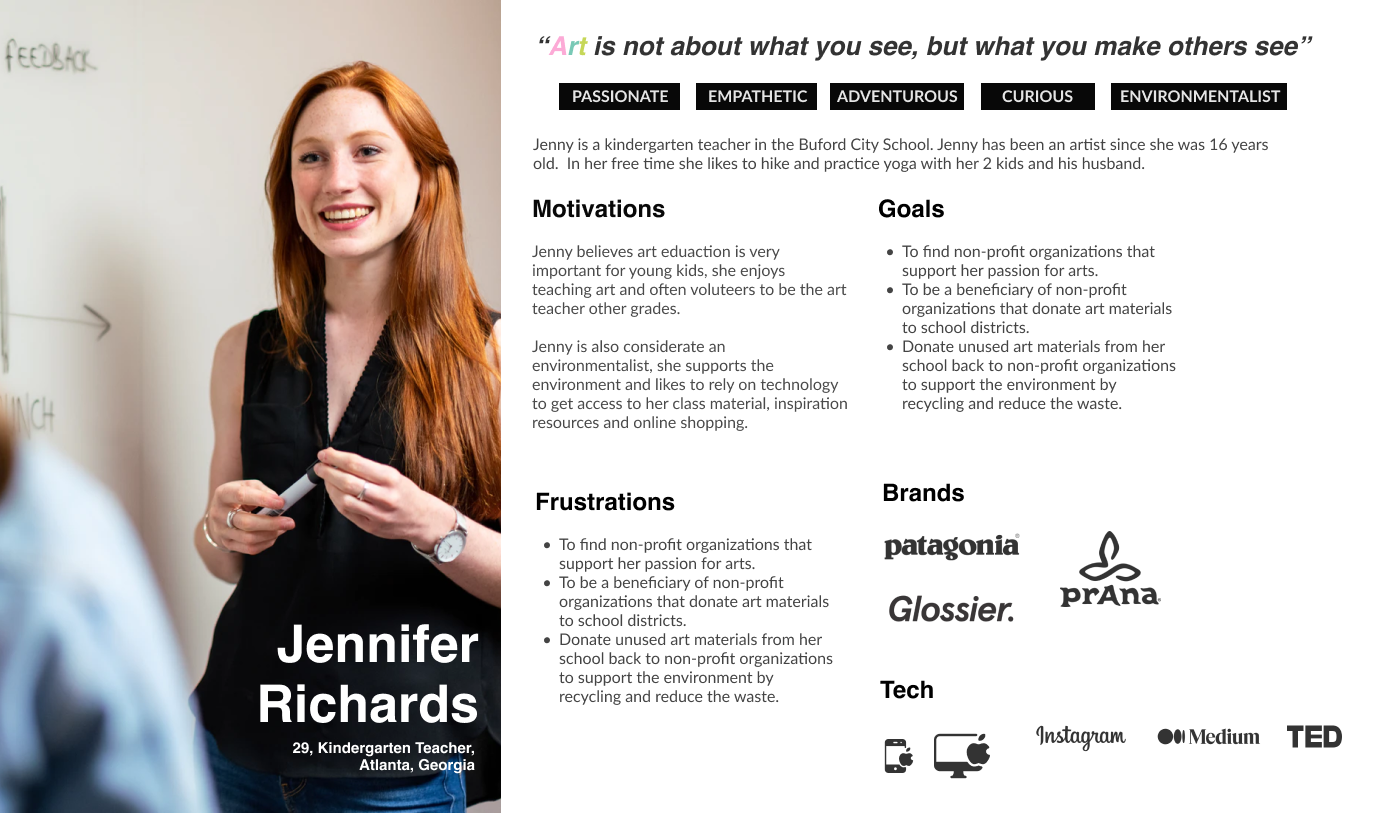 FEEDBACK
“Art is not about what you see, but what you make others see”
PASSIONATE EMPATHETIC ADVENTUROUS CURIOUS ENVIRONMENTALIST
Jenny is a kindergarten teacher in the Buford City School. Jenny has been an artist since she was 16 years
old. In her free time she likes to hike and practice yoga with her 2 kids and his husband.
Motivations
Jenny believes art eduaction is very
important for young kids, she enjoys
teaching art and often voluteers to be the art
teacher other grades.
Jenny is also considerate an
environmentalist, she supports the
environment and likes to rely on technology
to get access to her class material, inspiration
resources and online shopping.
Goals
• To find non-profit organizations that
support her passion for arts.
• To be a beneficiary of non-profit
organizations that donate art materials
to school districts.
• Donate unused art materials from her
school back to non-profit organizations
to support the environment by
recycling and reduce the waste.
Frustrations
• To find non-profit organizations that
support her passion for arts.
• To be a beneficiary of non-profit
organizations that donate art materials
to school districts.
• Donate unused art materials from her
school back to non-profit organizations
to support the environment by
recycling and reduce the waste.
Brands
patagonia®
prAna
Glossier.
Tech
Instagram Medium TED
Jennifer
Richards
29, Kindergarten Teacher,
Atlanta, Georgia